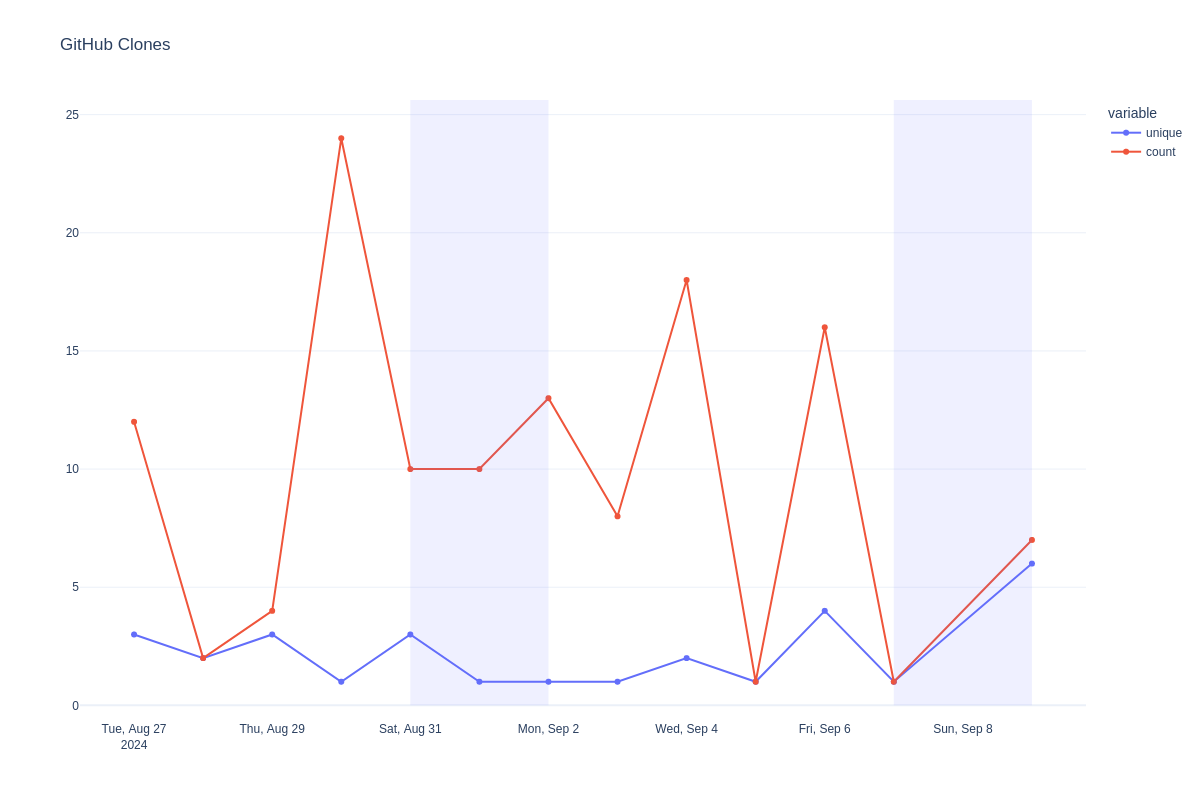 GitHub Clones
variable
unique
count
25
20
15
10
5
0
Tue, Aug 27
2024
Thu, Aug 29
Sat, Aug 31
Mon, Sep 2
Wed, Sep 4
Fri, Sep 6
Sun, Sep 8